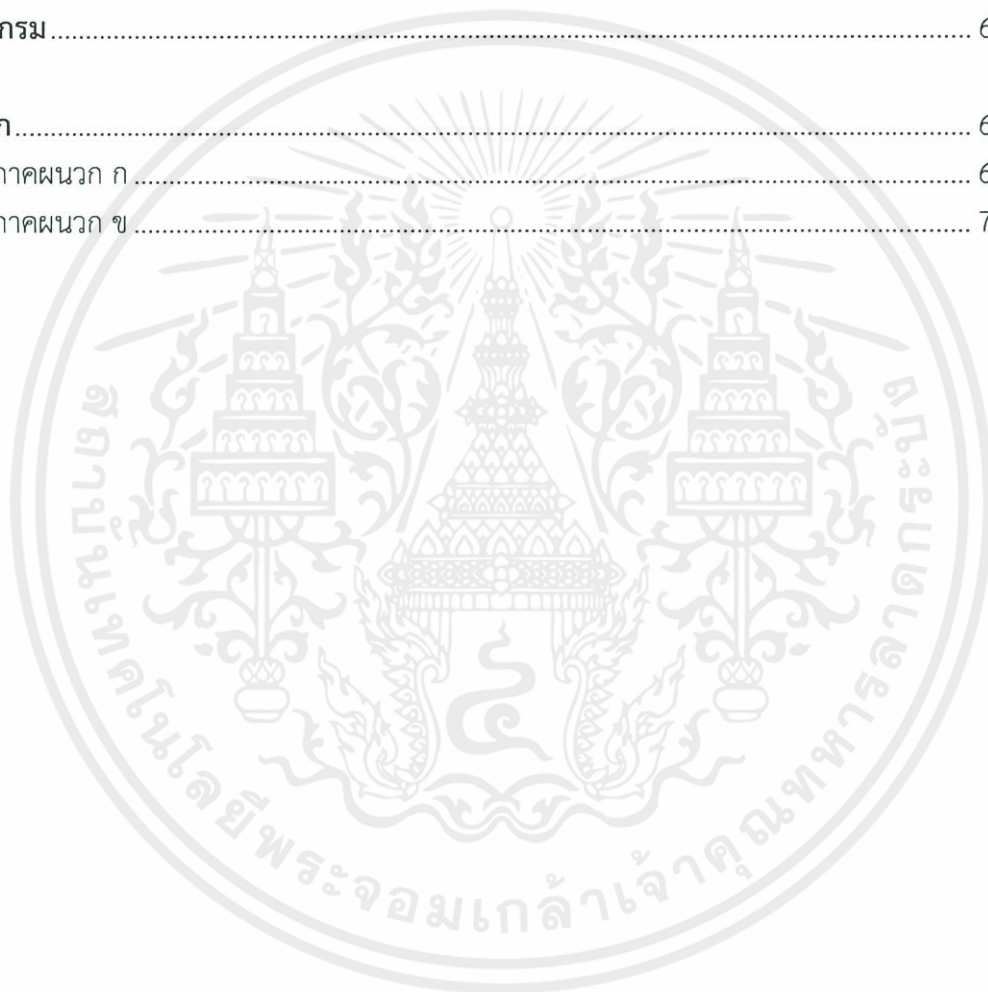 กรม ........ 6
ก ........ 6
ภาคผนวก ก ........ 6
ภาคผนวก ข ........ 7
สถาบันเทคโนโลยีพระจอมเกล้าเจ้าคุณทหารลาดกระบัง
๔